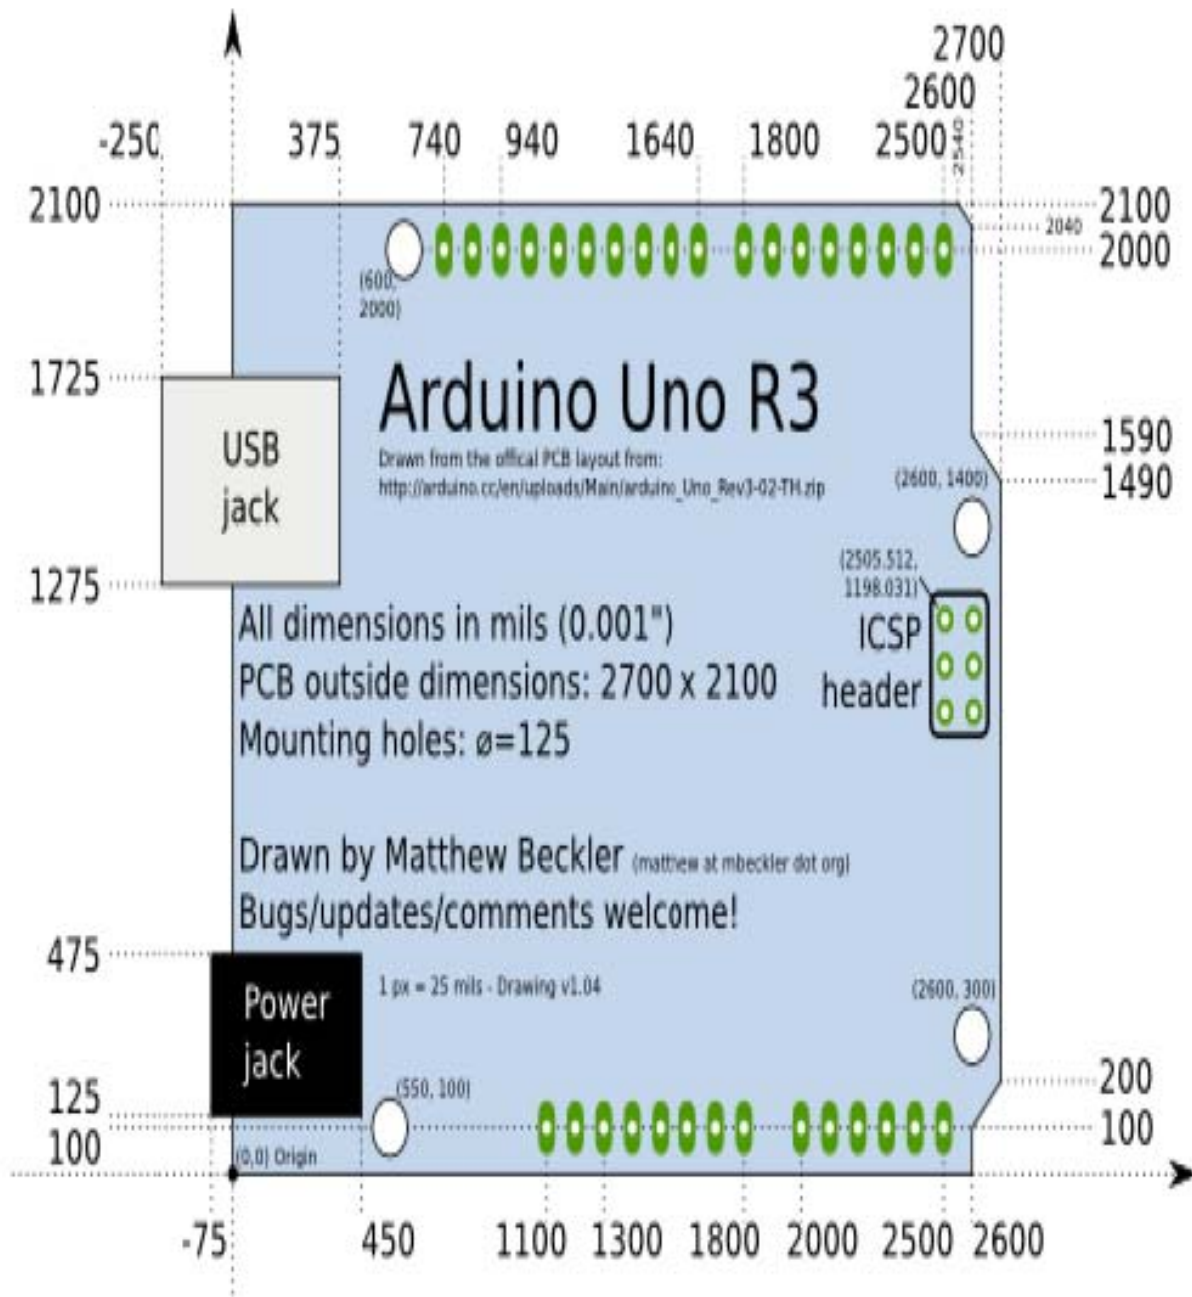 2700
2600
-250 375 740 940 1640 1800 2500 2540
2100 2100
2040
2000
(600,
2000)
1725
Arduino Uno R3
USB
jack
Drawn from the offical PCB layout from:
http://arduino.cc/en/uploads/Main/arduino_Uno_Rev3-02-TH.zip
1590
(2600, 1400) 1490
(2505.512,
1198.031)
1275
All dimensions in mils (0.001")
PCB outside dimensions: 2700 x 2100
Mounting holes: ø=125
ICSP
header
Drawn by Matthew Beckler (matthew at mbeckler dot org)
Bugs/updates/comments welcome!
475
1 px = 25 mils - Drawing v1.04
(2600, 300)
Power
jack
125 (550, 100) 200
100 100
(0,0) Origin
-75 450 1100 1300 1800 2000 2500 2600